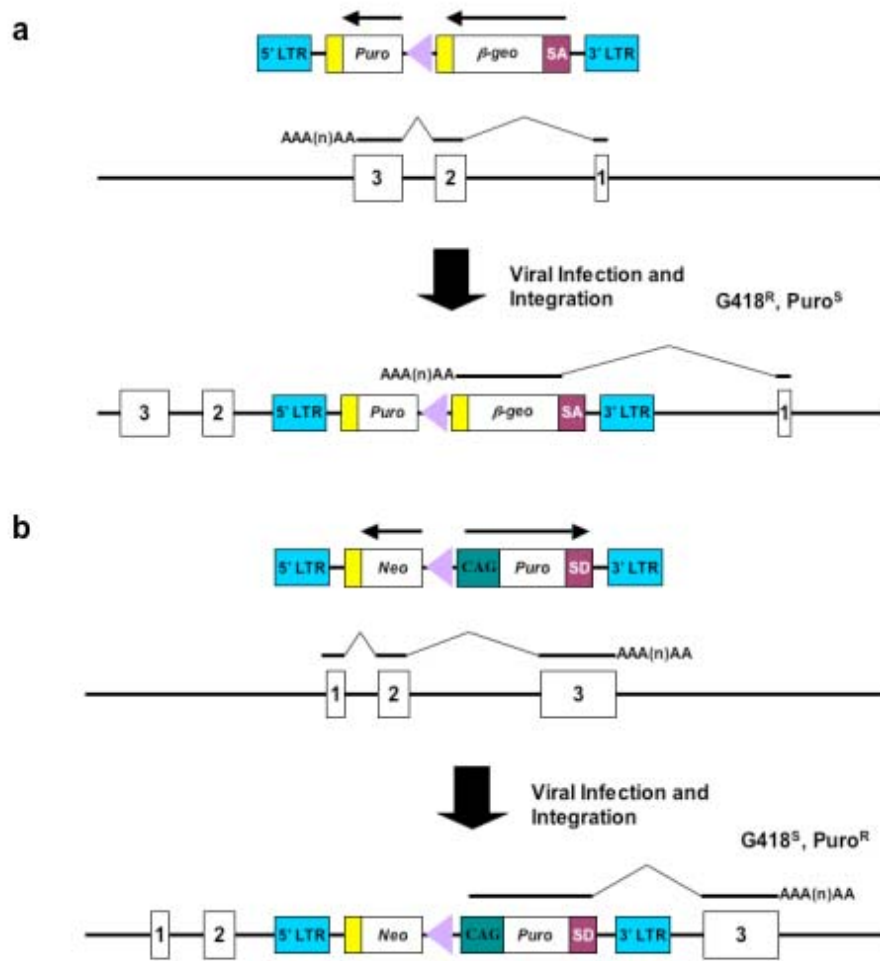 a
5' LTR Puro β-geo SA 3' LTR
AAA(n)AA
3 2 1
Viral Infection and
Integration
G418ᴿ, Puroˢ
AAA(n)AA
3 2 5' LTR Puro β-geo SA 3' LTR 1
b
5' LTR Neo CAG Puro SD 3' LTR
AAA(n)AA
1 2 3
Viral Infection and
Integration
G418ˢ, Puroᴿ
AAA(n)AA
1 2 5' LTR Neo CAG Puro SD 3' LTR 3